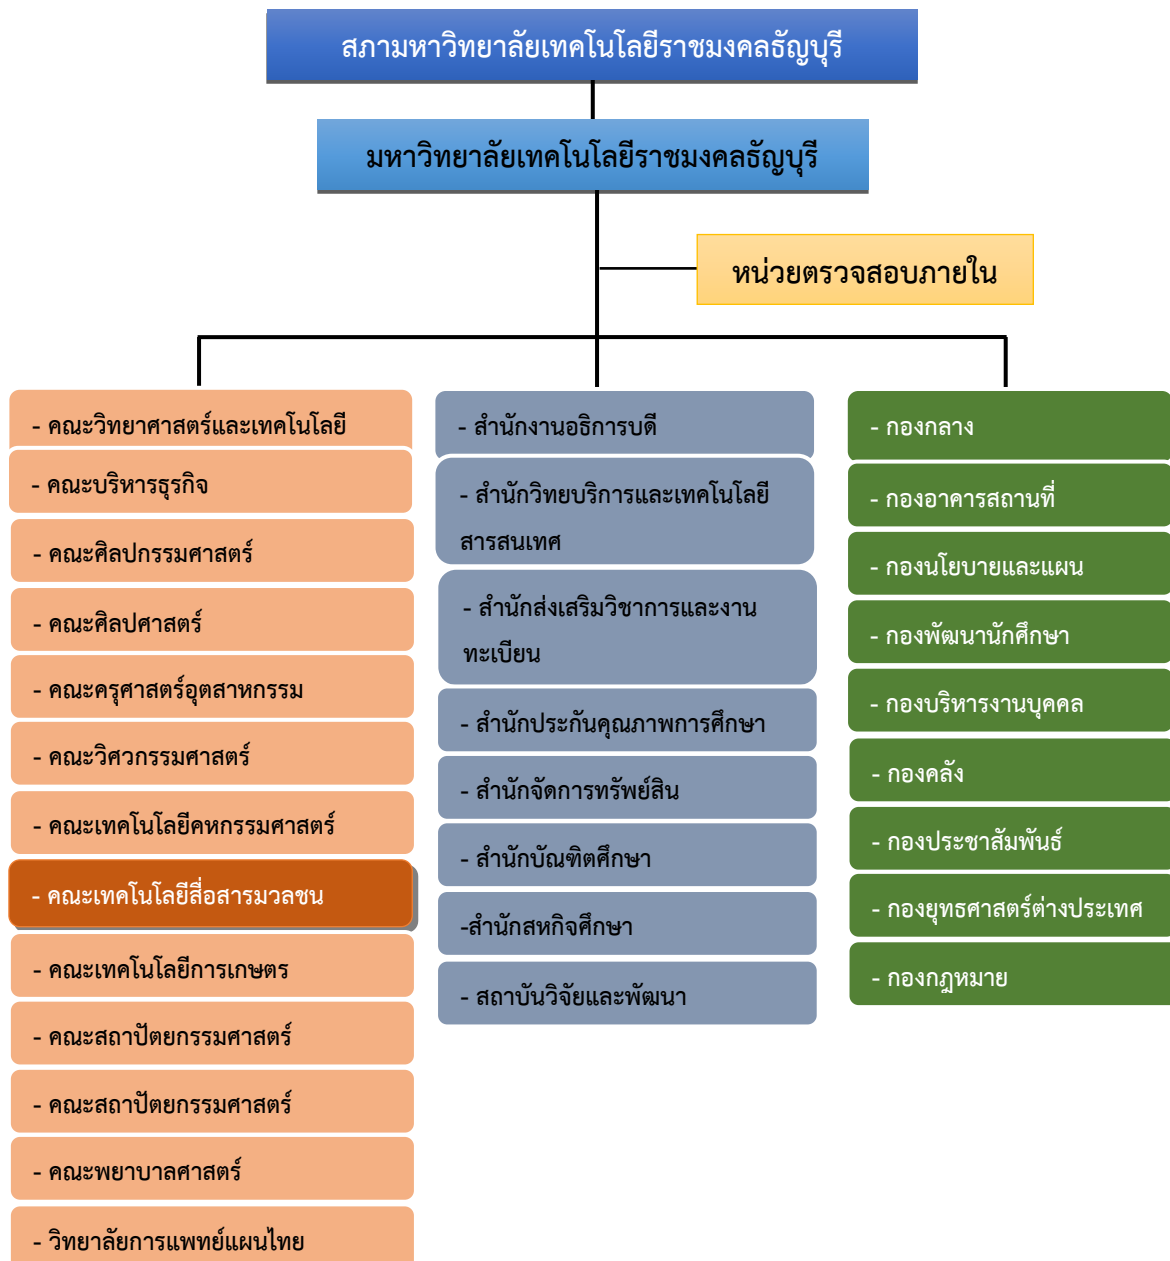 สภามหาวิทยาลัยเทคโนโลยีราชมงคลธัญบุรี
มหาวิทยาลัยเทคโนโลยีราชมงคลธัญบุรี
หน่วยตรวจสอบภายใน
- คณะวิทยาศาสตร์และเทคโนโลยี
- คณะบริหารธุรกิจ
- คณะศิลปกรรมศาสตร์
- คณะศิลปศาสตร์
- คณะครุศาสตร์อุตสาหกรรม
- คณะวิศวกรรมศาสตร์
- คณะเทคโนโลยีคหกรรมศาสตร์
- คณะเทคโนโลยีสื่อสารมวลชน
- คณะเทคโนโลยีการเกษตร
- คณะสถาปัตยกรรมศาสตร์
- คณะสถาปัตยกรรมศาสตร์
- คณะพยาบาลศาสตร์
- วิทยาลัยการแพทย์แผนไทย
- สำนักงานอธิการบดี
- สำนักวิทยบริการและเทคโนโลยี
สารสนเทศ
- สำนักส่งเสริมวิชาการและงาน
ทะเบียน
- สำนักประกันคุณภาพการศึกษา
- สำนักจัดการทรัพย์สิน
- สำนักบัณฑิตศึกษา
-สำนักสหกิจศึกษา
- สถาบันวิจัยและพัฒนา
- กองกลาง
- กองอาคารสถานที่
- กองนโยบายและแผน
- กองพัฒนานักศึกษา
- กองบริหารงานบุคคล
- กองคลัง
- กองประชาสัมพันธ์
- กองยุทธศาสตร์ต่างประเทศ
- กองกฎหมาย